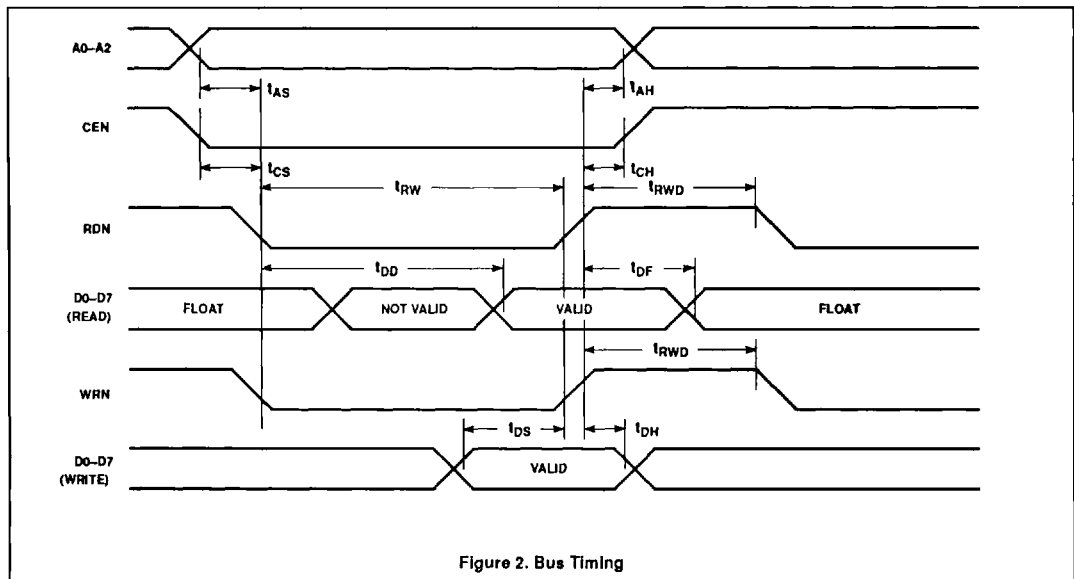 A0–A2
tAS
tAH
CEN
tCS
tCH
tRW
tRWD
RDN
tDD
tDF
D0–D7
(READ)
FLOAT
NOT VALID
VALID
FLOAT
tRWD
WRN
tDS
tDH
D0–D7
(WRITE)
VALID
Figure 2. Bus Timing